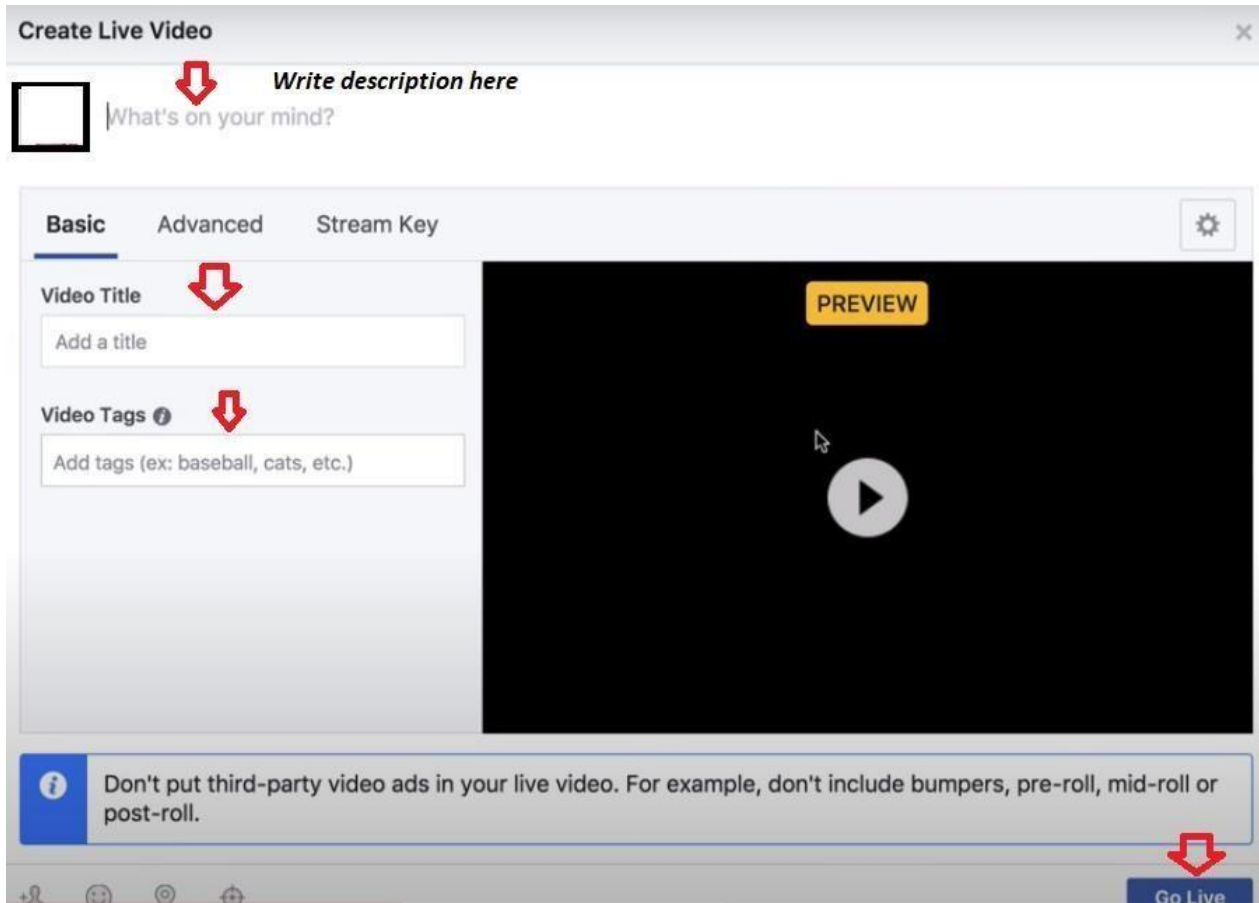 Create Live Video
Write description here
What's on your mind?
Basic Advanced Stream Key
Video Title
PREVIEW
Add a title
Video Tags
Add tags (ex: baseball, cats, etc.)
Don't put third-party video ads in your live video. For example, don't include bumpers, pre-roll, mid-roll or
post-roll.
Go Live